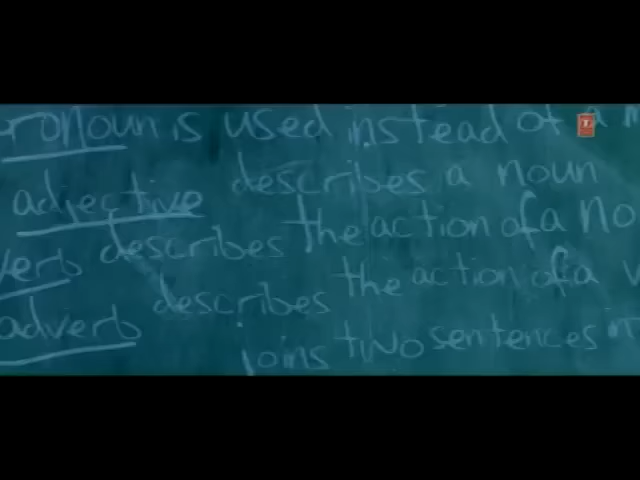 ronoun is used instead of a n
adjective describes a noun
verb describes the action of a no
adverb describes the action of a v
joins two sentences in